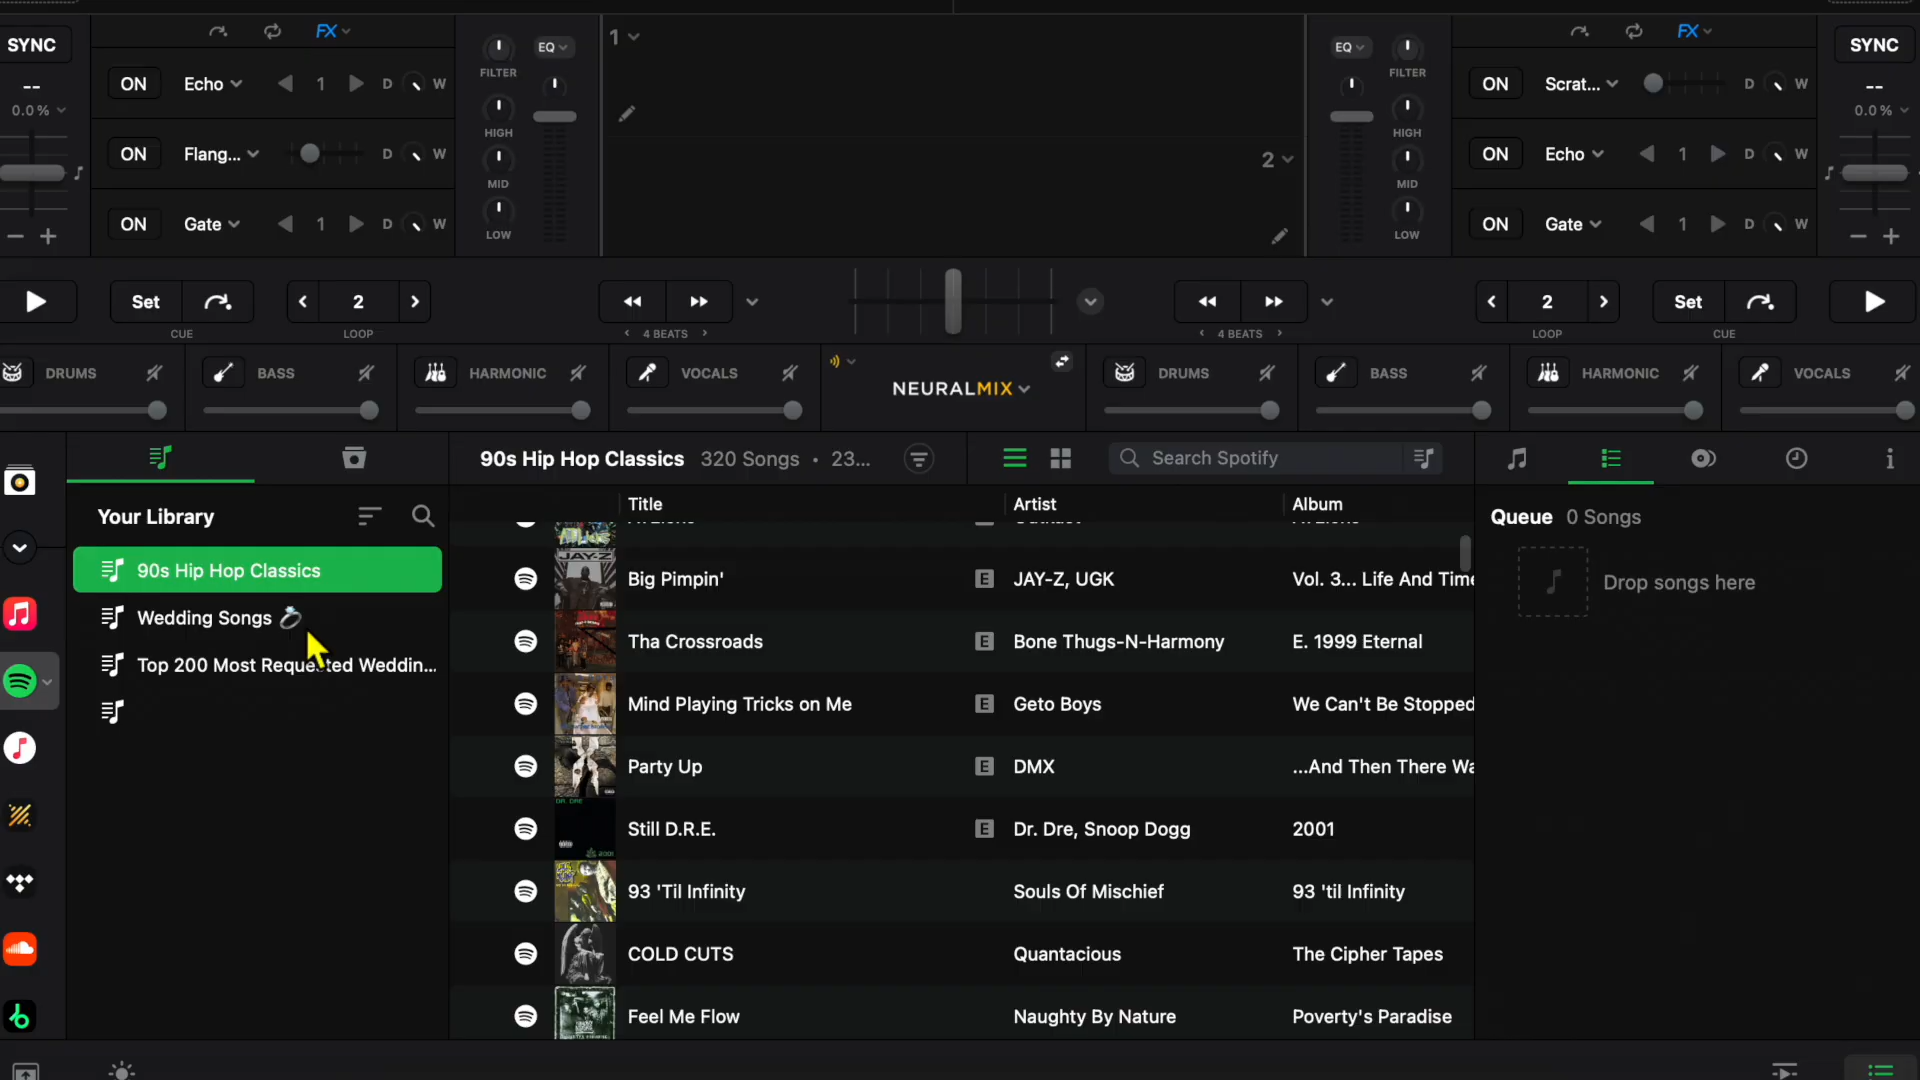 SYNC
FX
EQ
1
EQ
FX
SYNC
--
0.0 %
ON Echo 1 D W
FILTER
FILTER
ON Scrat... D W
--
0.0 %
HIGH
HIGH
ON Flang... D W
2
ON Echo 1 D W
MID
MID
ON Gate 1 D W
LOW
LOW
ON Gate 1 D W
Set
2
2
Set
CUE
LOOP
4 BEATS
4 BEATS
LOOP
CUE
DRUMS
BASS
HARMONIC
VOCALS
NEURALMIX
DRUMS
BASS
HARMONIC
VOCALS
90s Hip Hop Classics 320 Songs • 23...
Search Spotify
Your Library
90s Hip Hop Classics
Wedding Songs 💍
Top 200 Most Requested Weddin...
Title Artist Album
Big Pimpin' E JAY-Z, UGK Vol. 3... Life And Time
Tha Crossroads E Bone Thugs-N-Harmony E. 1999 Eternal
Mind Playing Tricks on Me E Geto Boys We Can't Be Stopped
Party Up E DMX ...And Then There Wa
Still D.R.E. E Dr. Dre, Snoop Dogg 2001
93 'Til Infinity Souls Of Mischief 93 'til Infinity
COLD CUTS Quantacious The Cipher Tapes
Feel Me Flow Naughty By Nature Poverty's Paradise
Queue 0 Songs
Drop songs here